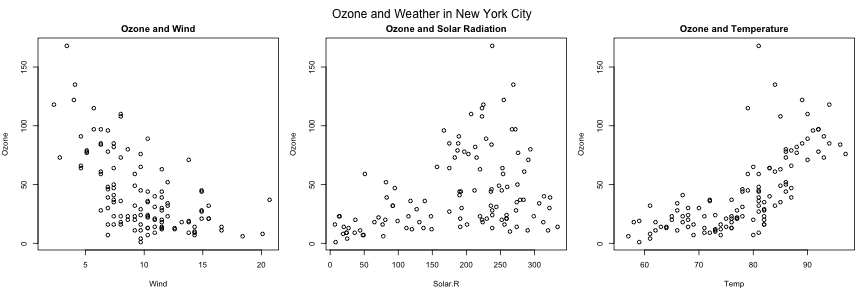 Ozone and Weather in New York City
Ozone and Wind
Ozone
0 50 100 150
5 10 15 20
Wind
Ozone and Solar Radiation
Ozone
0 50 100 150
0 50 100 150 200 250 300
Solar.R
Ozone and Temperature
Ozone
0 50 100 150
60 70 80 90
Temp